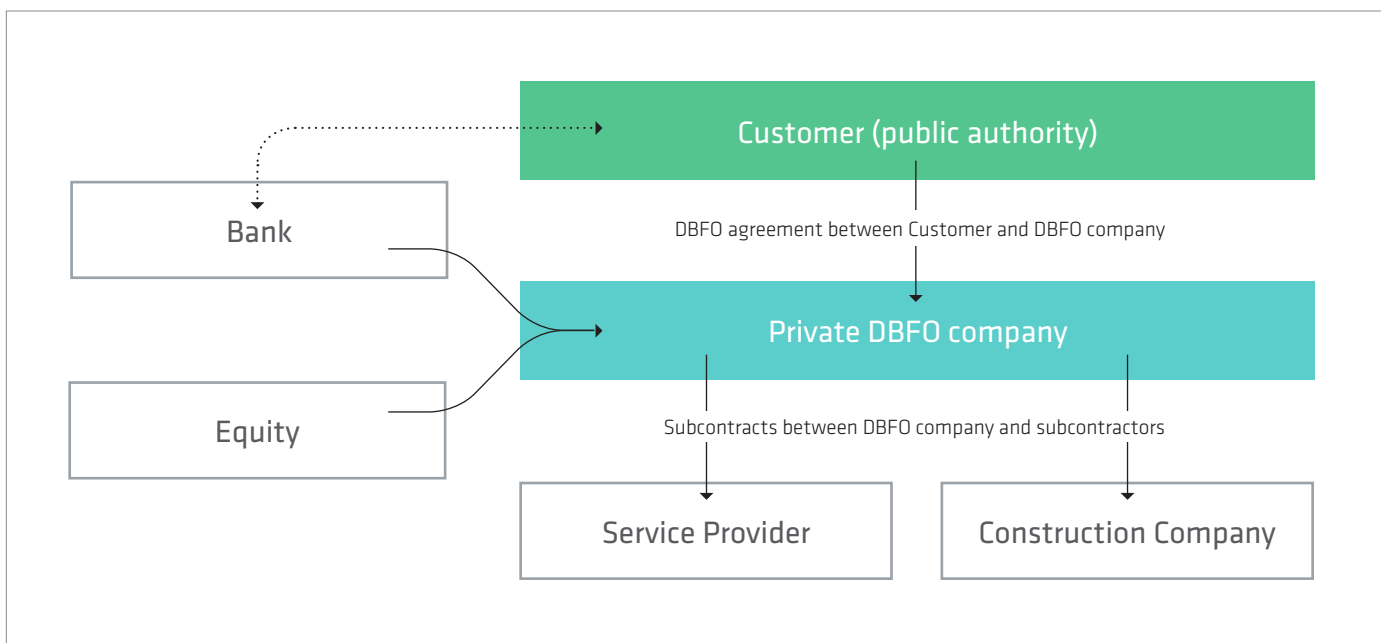 Customer (public authority)
Bank
DBFO agreement between Customer and DBFO company
Private DBFO company
Equity
Subcontracts between DBFO company and subcontractors
Service Provider
Construction Company